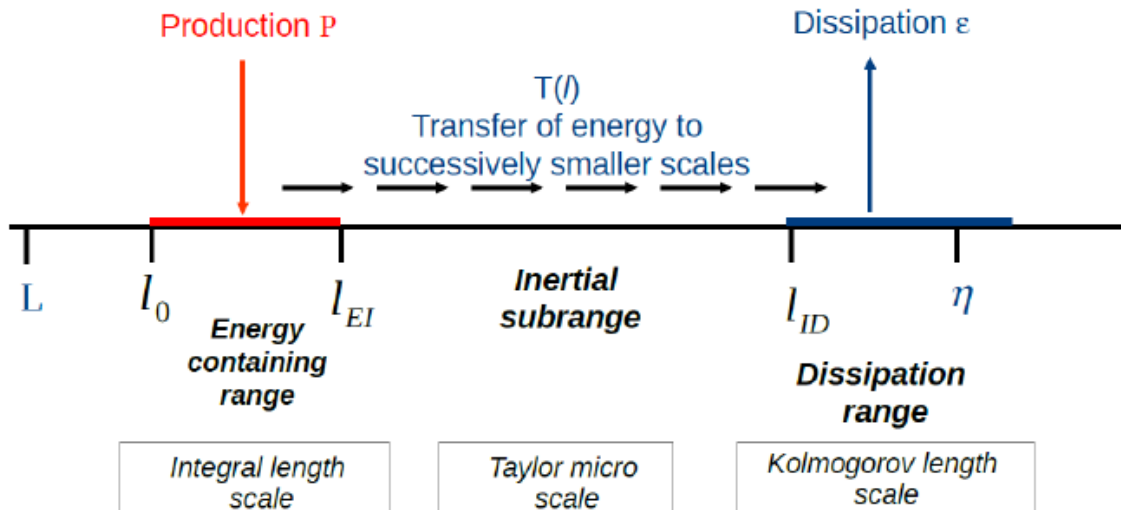 Production P
Dissipation ε
T(l)
Transfer of energy to
successively smaller scales
L
l0
lEI
Inertial
subrange
lID
η
Energy
containing
range
Dissipation
range
Integral length
scale
Taylor micro
scale
Kolmogorov length
scale